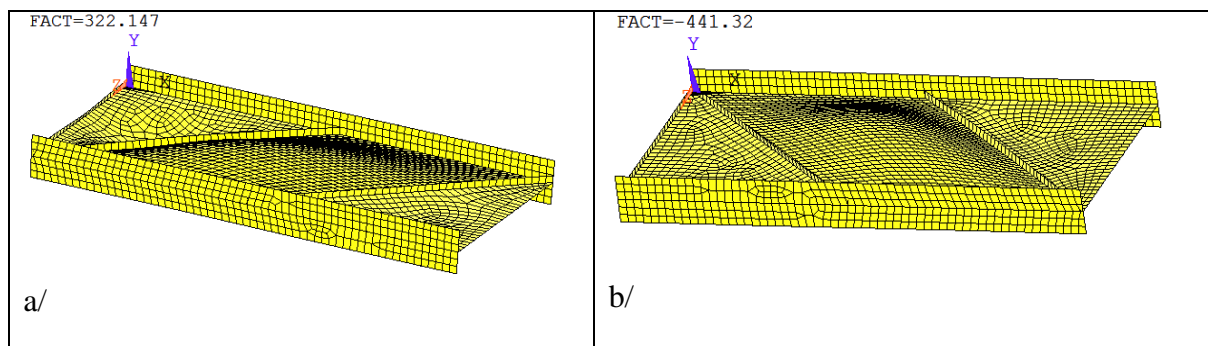 FACT=322.147
Y
Z
X
a/
FACT=-441.32
Y
Z
X
b/